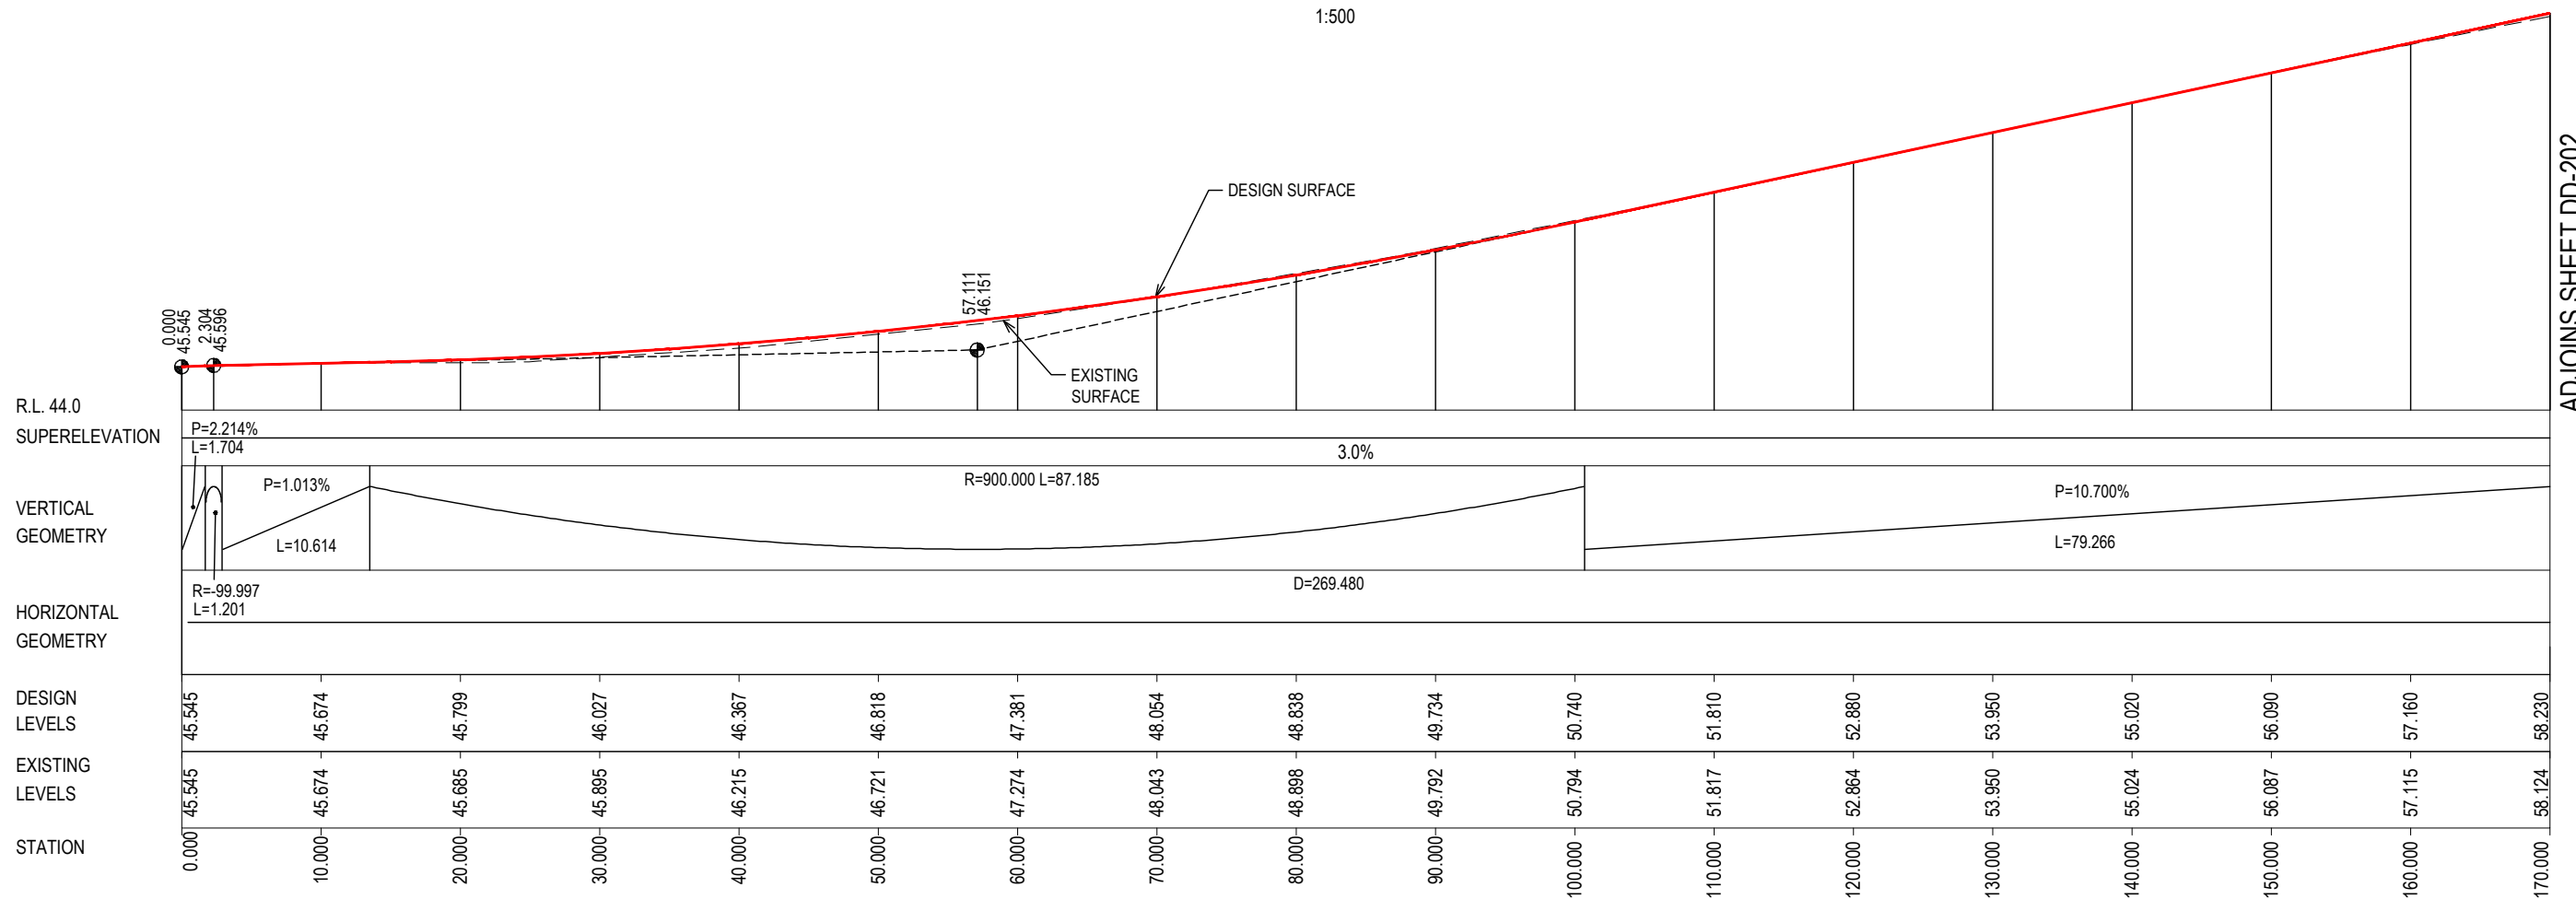 1:500
ADJOINS SHEET DD-202
DESIGN SURFACE
0.000
45.545
2.304
45.596
57.111
46.151
EXISTING
SURFACE
R.L. 44.0
SUPERELEVATION
P=2.214%
L=1.704
3.0%
VERTICAL
GEOMETRY
P=1.013%
L=10.614
R=900.000 L=87.185
P=10.700%
L=79.266
R=-99.997
L=1.201
D=269.480
HORIZONTAL
GEOMETRY
DESIGN
LEVELS
45.545 45.674 45.799 46.027 46.367 46.818 47.381 48.054 48.838 49.734 50.740 51.810 52.880 53.950 55.020 56.090 57.160 58.230
EXISTING
LEVELS
45.545 45.674 45.685 45.895 46.215 46.721 47.274 48.043 48.898 49.792 50.794 51.817 52.864 53.950 55.024 56.087 57.115 58.124
STATION
0.000 10.000 20.000 30.000 40.000 50.000 60.000 70.000 80.000 90.000 100.000 110.000 120.000 130.000 140.000 150.000 160.000 170.000